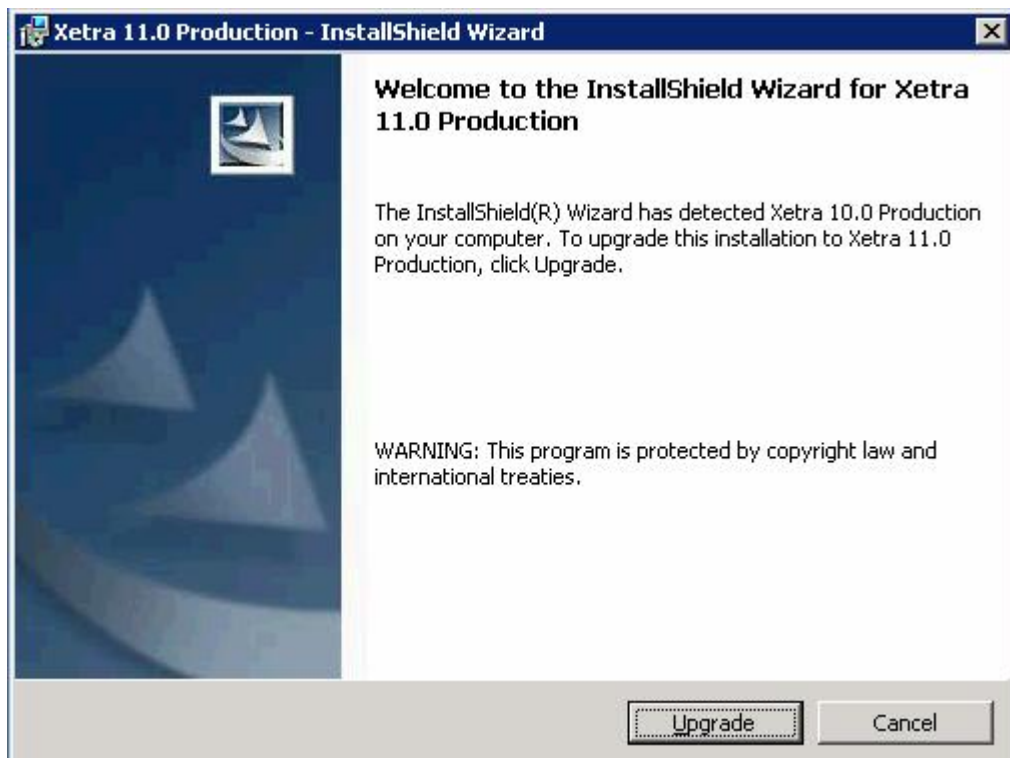 Xetra 11.0 Production - InstallShield Wizard
Welcome to the InstallShield Wizard for Xetra
11.0 Production
The InstallShield(R) Wizard has detected Xetra 10.0 Production
on your computer. To upgrade this installation to Xetra 11.0
Production, click Upgrade.
WARNING: This program is protected by copyright law and
international treaties.
Upgrade
Cancel